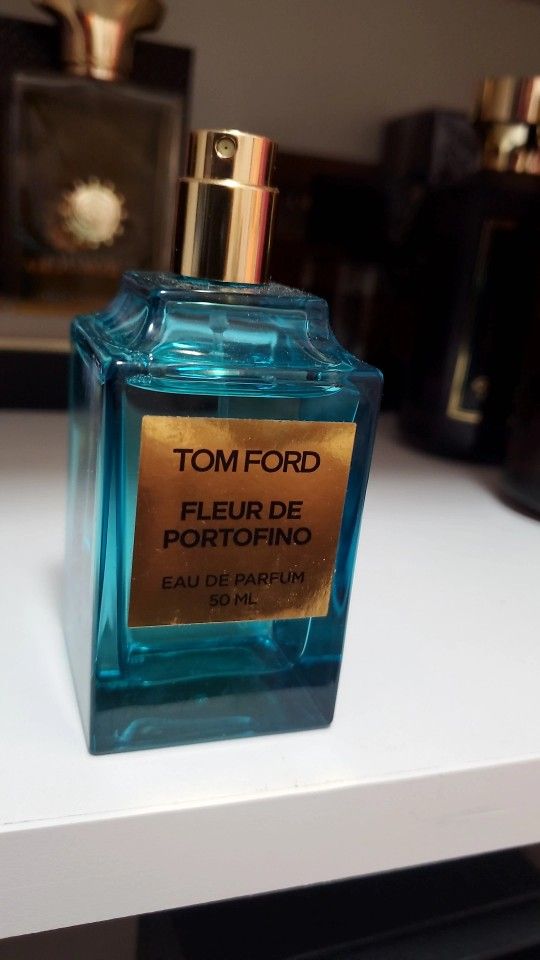 TOM FORD
FLEUR DE
PORTOFINO
EAU DE PARFUM
50 ML